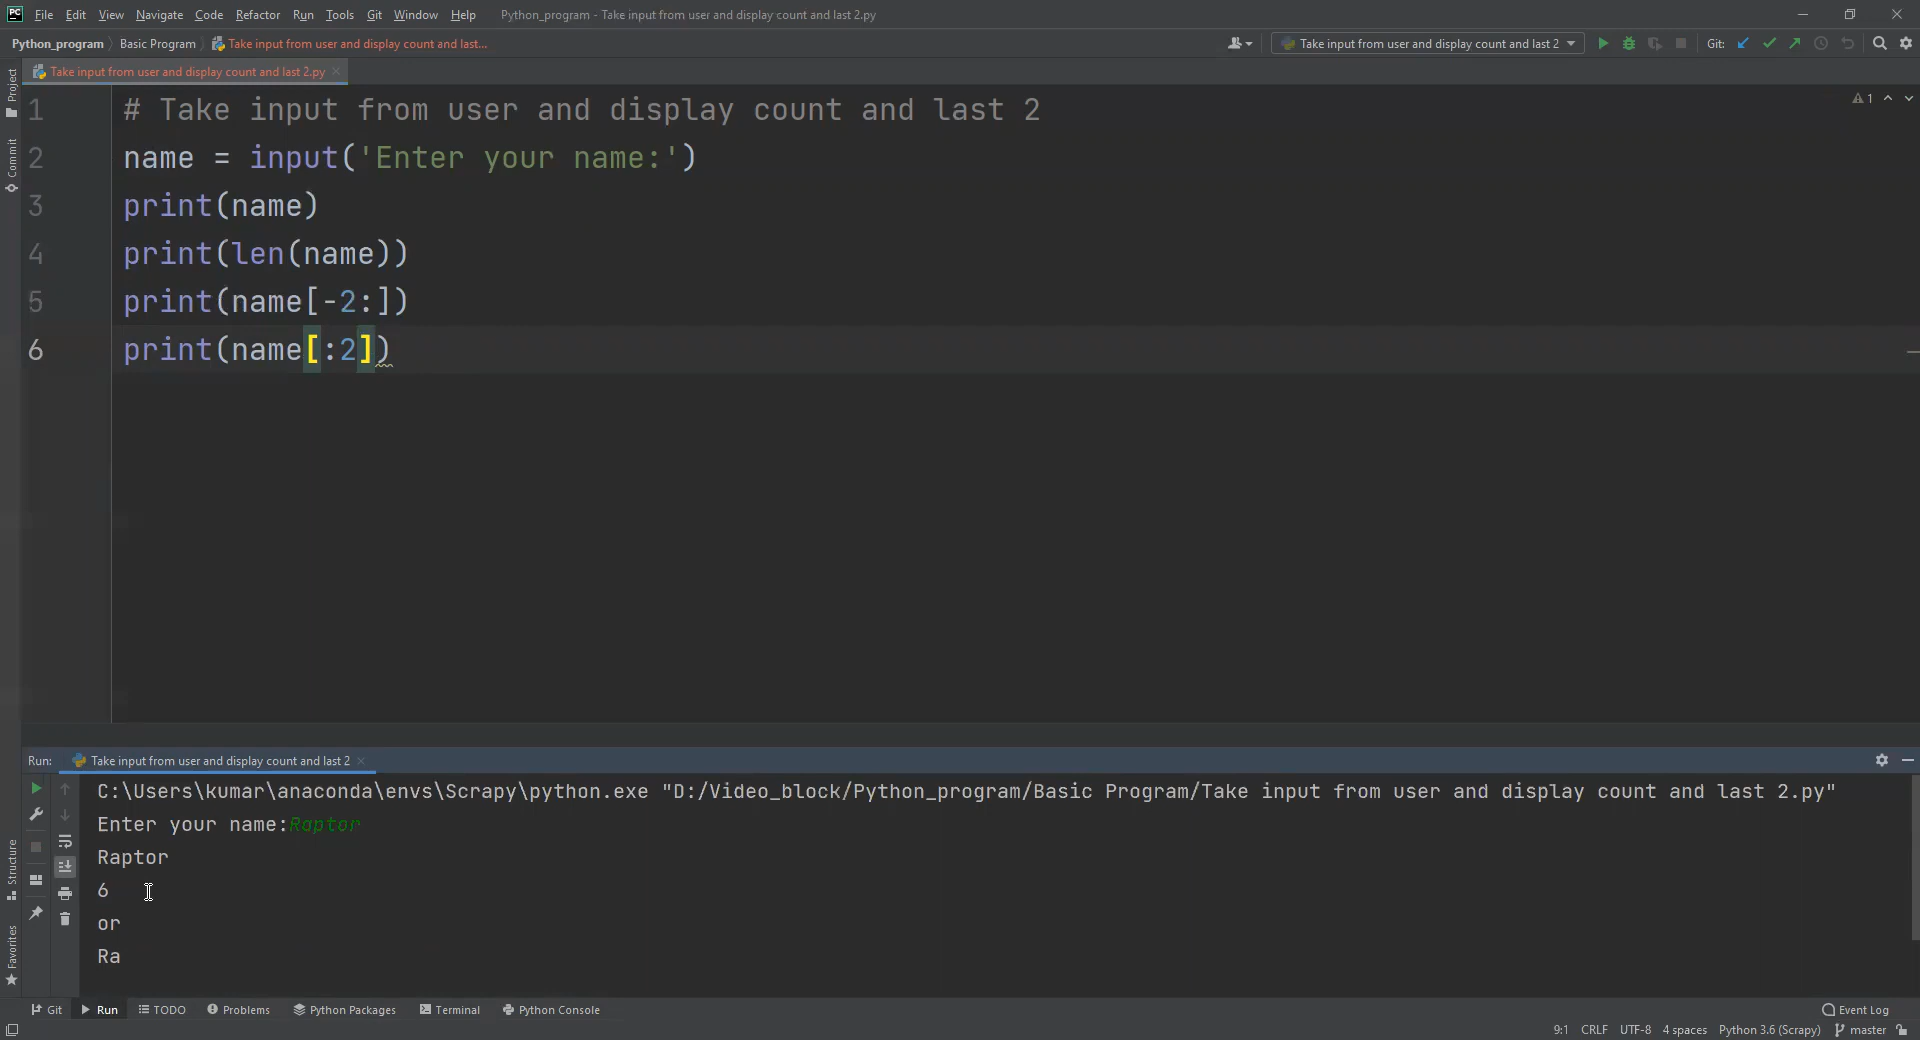 PC File Edit View Navigate Code Refactor Run Tools Git Window Help Python_program - Take input from user and display count and last 2.py
Python_program Basic Program Take input from user and display count and last... Take input from user and display count and last 2 Git:
Take input from user and display count and last 2.py
Project
Commit
Structure
Favorites
1 # Take input from user and display count and last 2
1
2 name = input('Enter your name:')
3 print(name)
4 print(len(name))
5 print(name[-2:])
6 print(name[:2])
Run: Take input from user and display count and last 2
C:\Users\kumar\anaconda\envs\Scrapy\python.exe "D:/Video_block/Python_program/Basic Program/Take input from user and display count and last 2.py"
Enter your name:Raptor
Raptor
6
or
Ra
Git Run TODO Problems Python Packages Terminal Python Console Event Log
9:1 CRLF UTF-8 4 spaces Python 3.6 (Scrapy) master